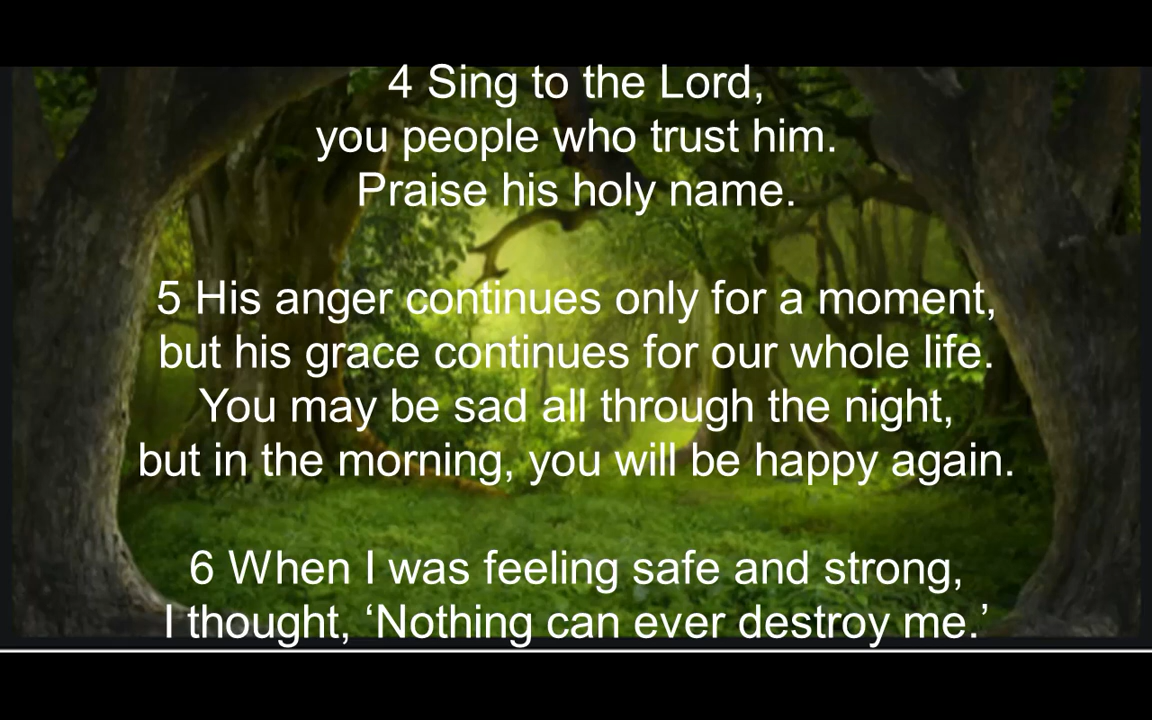 4 Sing to the Lord,
you people who trust him.
Praise his holy name.
5 His anger continues only for a moment,
but his grace continues for our whole life.
You may be sad all through the night,
but in the morning, you will be happy again.
6 When I was feeling safe and strong,
I thought, ‘Nothing can ever destroy me.’